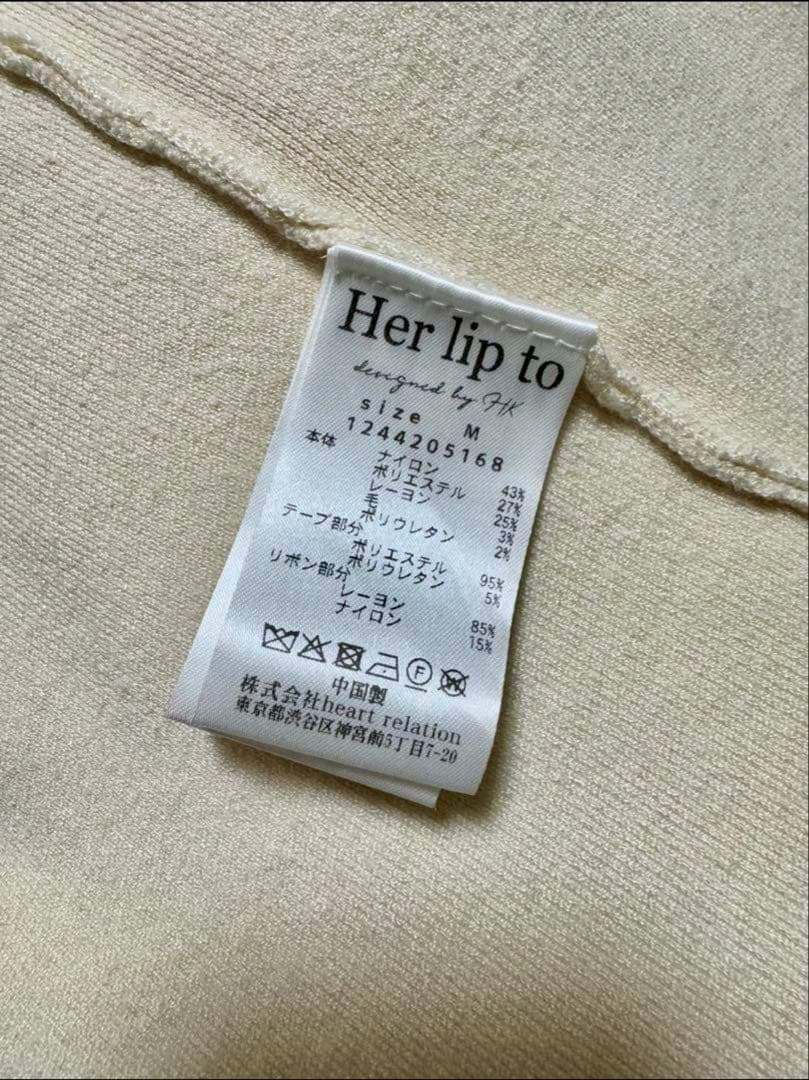 Her lip to
designed by HK
size M
1244205168
本体
ナイロン 43%
ポリエステル 27%
レーヨン 25%
毛 3%
ポリウレタン 2%
テープ部分
ポリエステル 95%
ポリウレタン 5%
リボン部分
レーヨン 85%
ナイロン 15%
F W
中国製
株式会社heart relation
東京都渋谷区神宮前5丁目7-20